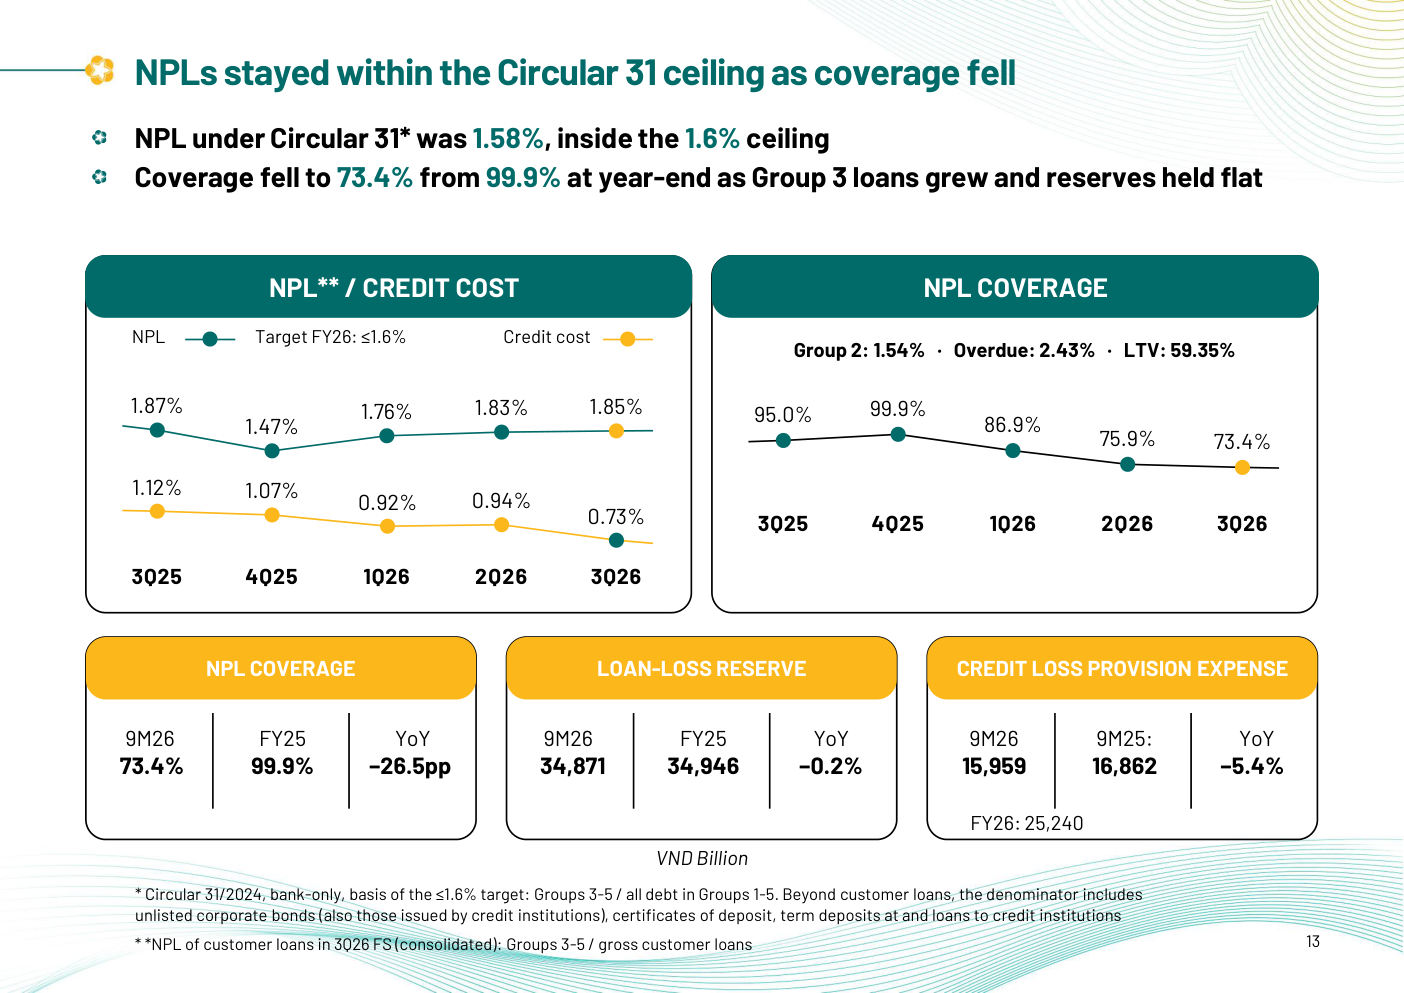 NPLs stayed within the Circular 31 ceiling as coverage fell
NPL under Circular 31* was 1.58%, inside the 1.6% ceiling
Coverage fell to 73.4% from 99.9% at year-end as Group 3 loans grew and reserves held flat
NPL** / CREDIT COST
NPL Target FY26: ≤1.6% Credit cost
1.87% 1.47% 1.76% 1.83% 1.85%
1.12% 1.07% 0.92% 0.94% 0.73%
3Q25 4Q25 1Q26 2Q26 3Q26
NPL COVERAGE
Group 2: 1.54% · Overdue: 2.43% · LTV: 59.35%
95.0% 99.9% 86.9% 75.9% 73.4%
3Q25 4Q25 1Q26 2Q26 3Q26
NPL COVERAGE
9M26 FY25 YoY
73.4% 99.9% –26.5pp
LOAN-LOSS RESERVE
9M26 FY25 YoY
34,871 34,946 –0.2%
CREDIT LOSS PROVISION EXPENSE
9M26 9M25: YoY
15,959 16,862 –5.4%
FY26: 25,240
VND Billion
* Circular 31/2024, bank-only, basis of the ≤1.6% target: Groups 3-5 / all debt in Groups 1-5. Beyond customer loans, the denominator includes
unlisted corporate bonds (also those issued by credit institutions), certificates of deposit, term deposits at and loans to credit institutions
* *NPL of customer loans in 3Q26 FS (consolidated): Groups 3-5 / gross customer loans
13